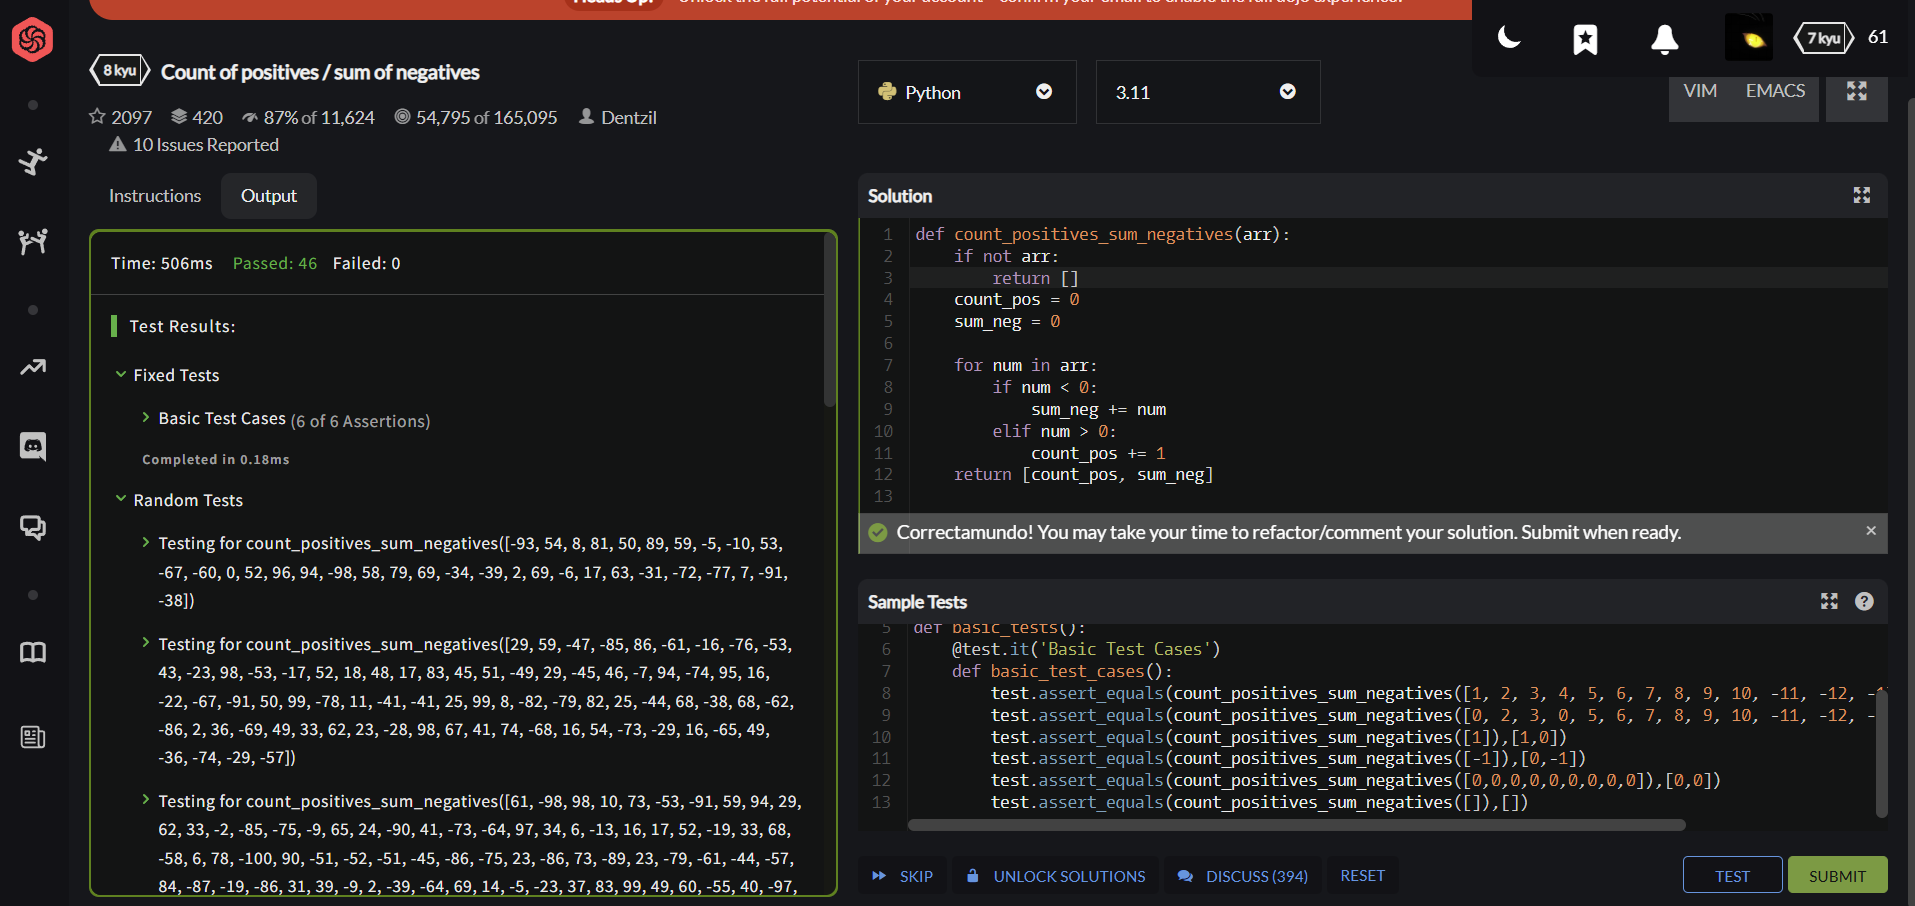 Heads Up! Unlock the full potential of your account - confirm your email to enable the full dojo experience.
7 kyu 61
8 kyu Count of positives / sum of negatives
2097 420 87% of 11,624 54,795 of 165,095 Dentzil
10 Issues Reported
Python
3.11
VIM EMACS
Instructions Output
Time: 506ms Passed: 46 Failed: 0
Test Results:
Fixed Tests
Basic Test Cases (6 of 6 Assertions)
Completed in 0.18ms
Random Tests
Testing for count_positives_sum_negatives([-93, 54, 8, 81, 50, 89, 59, -5, -10, 53,
-67, -60, 0, 52, 96, 94, -98, 58, 79, 69, -34, -39, 2, 69, -6, 17, 63, -31, -72, -77, 7, -91,
-38])
Testing for count_positives_sum_negatives([29, 59, -47, -85, 86, -61, -16, -76, -53,
43, -23, 98, -53, -17, 52, 18, 48, 17, 83, 45, 51, -49, 29, -45, 46, -7, 94, -74, 95, 16,
-22, -67, -91, 50, 99, -78, 11, -41, -41, 25, 99, 8, -82, -79, 82, 25, -44, 68, -38, 68, -62,
-86, 2, 36, -69, 49, 33, 62, 23, -28, 98, 67, 41, 74, -68, 16, 54, -73, -29, 16, -65, 49,
-36, -74, -29, -57])
Testing for count_positives_sum_negatives([61, -98, 98, 10, 73, -53, -91, 59, 94, 29,
62, 33, -2, -85, -75, -9, 65, 24, -90, 41, -73, -64, 97, 34, 6, -13, 16, 17, 52, -19, 33, 68,
-58, 6, 78, -100, 90, -51, -52, -51, -45, -86, -75, 23, -86, 73, -89, 23, -79, -61, -44, -57,
84, -87, -19, -86, 31, 39, -9, 2, -39, -64, 69, 14, -5, -23, 37, 83, 99, 49, 60, -55, 40, -97,
Solution
1 def count_positives_sum_negatives(arr):
2 if not arr:
3 return []
4 count_pos = 0
5 sum_neg = 0
6
7 for num in arr:
8 if num < 0:
9 sum_neg += num
10 elif num > 0:
11 count_pos += 1
12 return [count_pos, sum_neg]
13
Correctamundo! You may take your time to refactor/comment your solution. Submit when ready. ×
Sample Tests ?
5 def basic_tests():
6 @test.it('Basic Test Cases')
7 def basic_test_cases():
8 test.assert_equals(count_positives_sum_negatives([1, 2, 3, 4, 5, 6, 7, 8, 9, 10, -11, -12, -1
9 test.assert_equals(count_positives_sum_negatives([0, 2, 3, 0, 5, 6, 7, 8, 9, 10, -11, -12, -
10 test.assert_equals(count_positives_sum_negatives([1]),[1,0])
11 test.assert_equals(count_positives_sum_negatives([-1]),[0,-1])
12 test.assert_equals(count_positives_sum_negatives([0,0,0,0,0,0,0,0,0]),[0,0])
13 test.assert_equals(count_positives_sum_negatives([]),[])
SKIP UNLOCK SOLUTIONS DISCUSS (394) RESET TEST SUBMIT